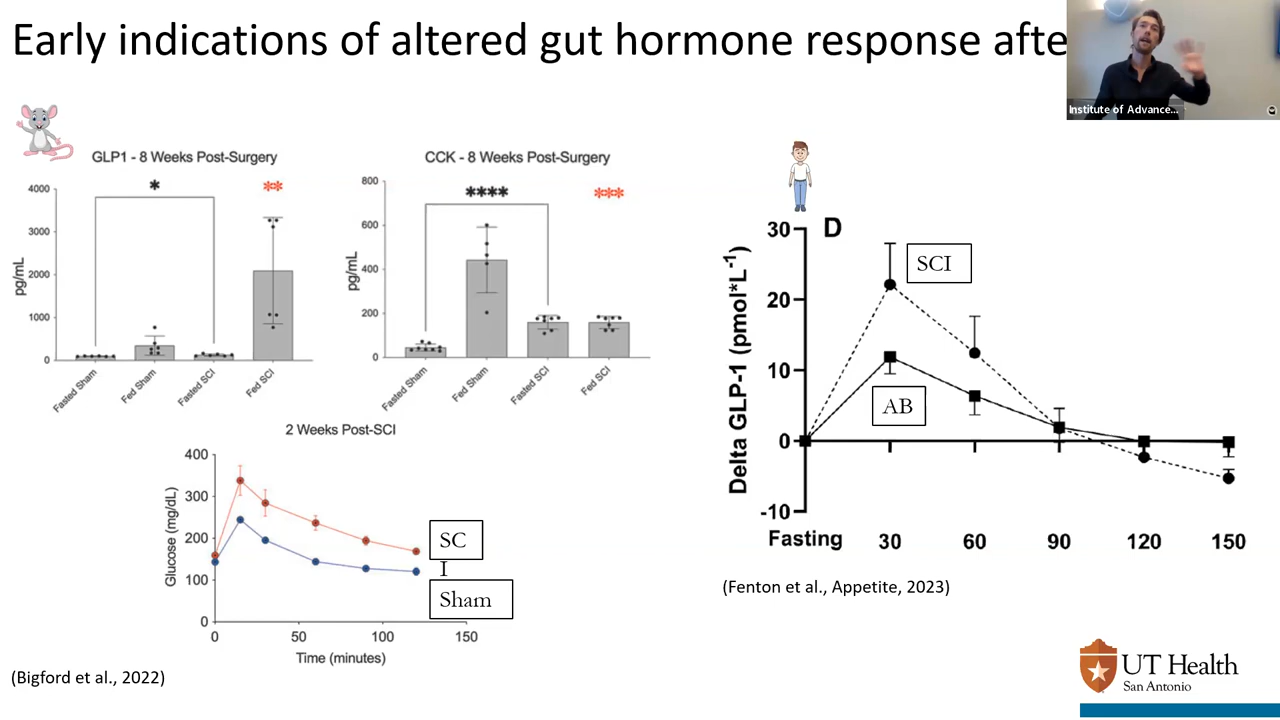 Early indications of altered gut hormone response afte
Institute of Advance...
GLP1 - 8 Weeks Post-Surgery
*
**
pg/mL
4000
3000
2000
1000
0
Fasted Sham
Fed Sham
Fasted SCI
Fed SCI
CCK - 8 Weeks Post-Surgery
****
***
pg/mL
800
600
400
200
0
Fasted Sham
Fed Sham
Fasted SCI
Fed SCI
2 Weeks Post-SCI
Glucose (mg/dL)
400
300
200
100
0
0
50
100
150
Time (minutes)
SC
I
Sham
(Bigford et al., 2022)
D
Delta GLP-1 (pmol*L⁻¹)
30
20
10
0
-10
SCI
AB
Fasting
30
60
90
120
150
(Fenton et al., Appetite, 2023)
UT Health
San Antonio